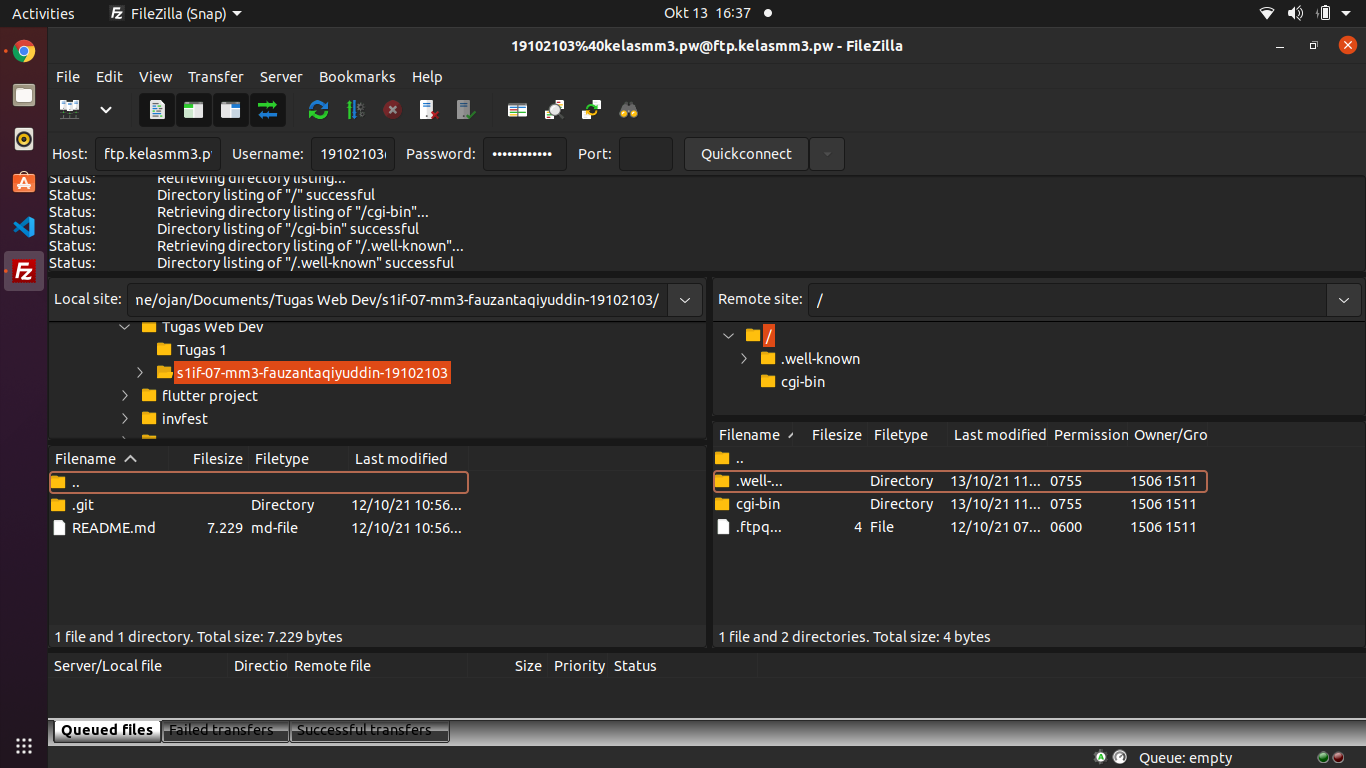 Activities FileZilla (Snap) Okt 13 16:37
19102103%40kelasmm3.pw@ftp.kelasmm3.pw - FileZilla
File Edit View Transfer Server Bookmarks Help
Host: ftp.kelasmm3.p Username: 19102103 Password: •••••••••••• Port: Quickconnect
Status: Retrieving directory listing...
Status: Directory listing of "/" successful
Status: Retrieving directory listing of "/cgi-bin"...
Status: Directory listing of "/cgi-bin" successful
Status: Retrieving directory listing of "/.well-known"...
Status: Directory listing of "/.well-known" successful
Local site: ne/ojan/Documents/Tugas Web Dev/s1if-07-mm3-fauzantaqiyuddin-19102103/
Tugas Web Dev
Tugas 1
s1if-07-mm3-fauzantaqiyuddin-19102103
flutter project
invfest
Filename Filesize Filetype Last modified
..
.git Directory 12/10/21 10:56...
README.md 7.229 md-file 12/10/21 10:56...
1 file and 1 directory. Total size: 7.229 bytes
Remote site: /
/
.well-known
cgi-bin
Filename Filesize Filetype Last modified Permission Owner/Gro
..
.well-... Directory 13/10/21 11... 0755 1506 1511
cgi-bin Directory 13/10/21 11... 0755 1506 1511
.ftpq... 4 File 12/10/21 07... 0600 1506 1511
1 file and 2 directories. Total size: 4 bytes
Server/Local file Directio Remote file Size Priority Status
Queued files Failed transfers Successful transfers
Queue: empty